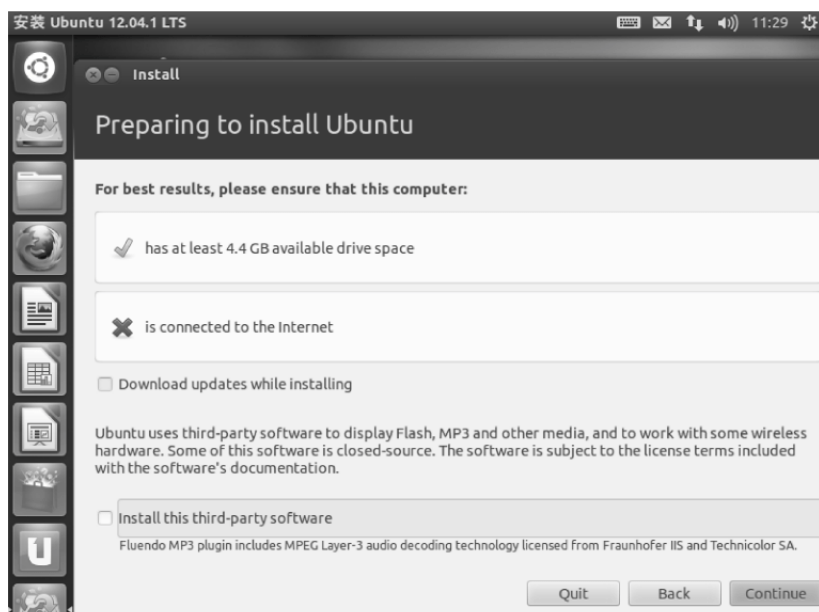 安装 Ubuntu 12.04.1 LTS
11:29
Install
Preparing to install Ubuntu
For best results, please ensure that this computer:
has at least 4.4 GB available drive space
is connected to the Internet
Download updates while installing
Ubuntu uses third-party software to display Flash, MP3 and other media, and to work with some wireless
hardware. Some of this software is closed-source. The software is subject to the license terms included
with the software's documentation.
Install this third-party software
Fluendo MP3 plugin includes MPEG Layer-3 audio decoding technology licensed from Fraunhofer IIS and Technicolor SA.
Quit
Back
Continue